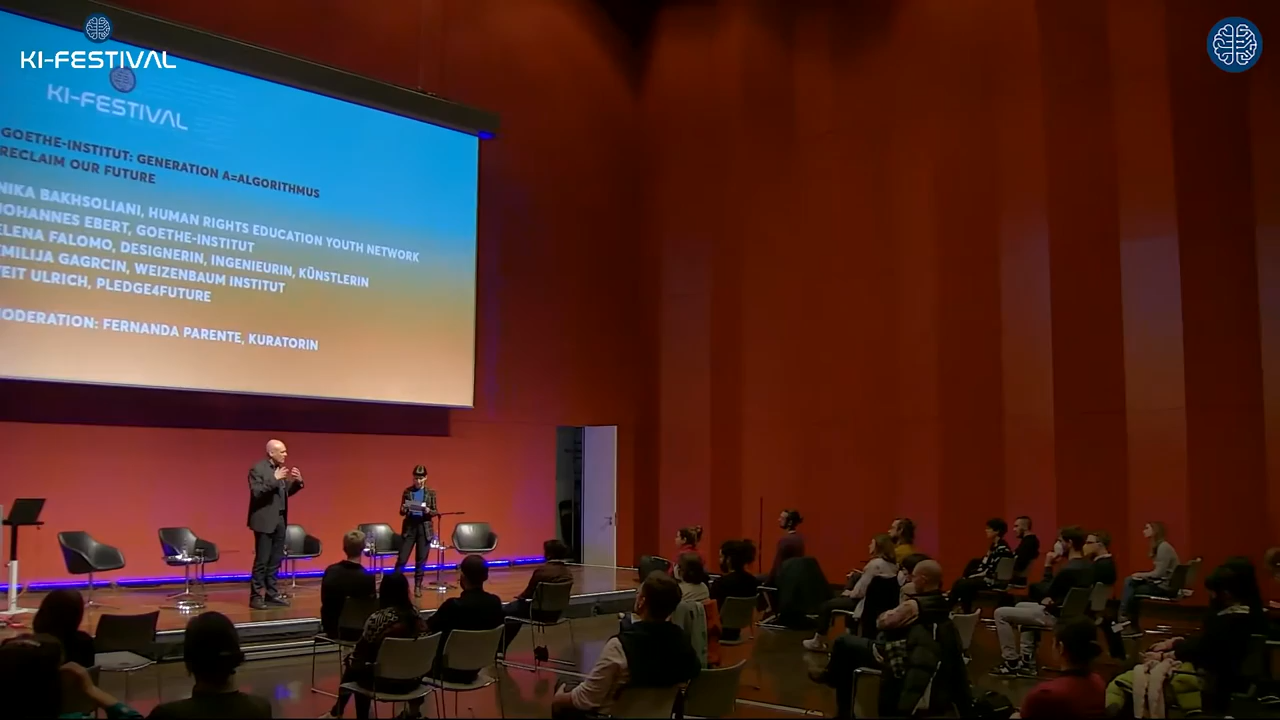 KI-FESTIVAL
KI-FESTIVAL
GOETHE-INSTITUT: GENERATION A=ALGORITHMUS
RECLAIM OUR FUTURE
NIKA BAKHSOLIANI, HUMAN RIGHTS EDUCATION YOUTH NETWORK
JOHANNES EBERT, GOETHE-INSTITUT
ELENA FALOMO, DESIGNERIN, INGENIEURIN, KÜNSTLERIN
EMILIJA GAGRCIN, WEIZENBAUM INSTITUT
VEIT ULRICH, PLEDGE4FUTURE
MODERATION: FERNANDA PARENTE, KURATORIN